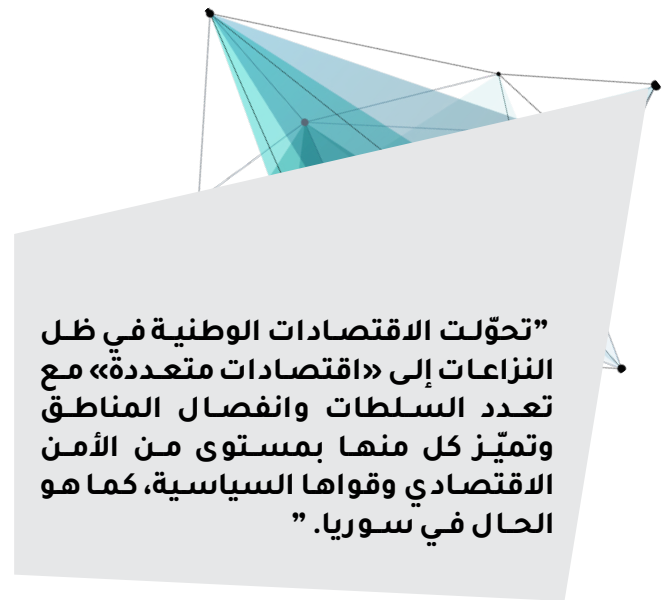 ”تحوّلت الاقتصادات الوطنية في ظل
النزاعات إلى «اقتصادات متعددة» مع
تعدد السلطات وانفصال المناطق
وتميّز كل منها بمستوى من الأمن
الاقتصادي وقواها السياسية، كما هو
الحال في سوريا. ”